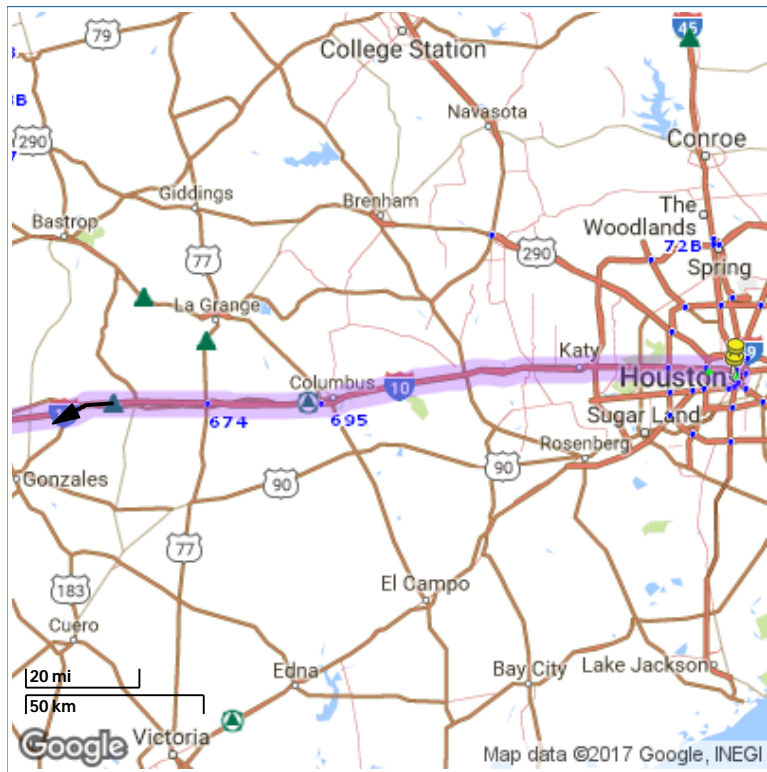 79
College Station
45
3B
290
Navasota
Conroe
Giddings
Brenham
The
Woodlands
Bastrop
72B
290
Spring
77
La Grange
Katy
Columbus
10
Houston
Sugar Land
674
695
Rosenberg
Gonzales
90
90
77
El Campo
183
Cuero
Edna
Bay City
Lake Jackson
20 mi
50 km
Google
Victoria
Map data ©2017 Google, INEGI